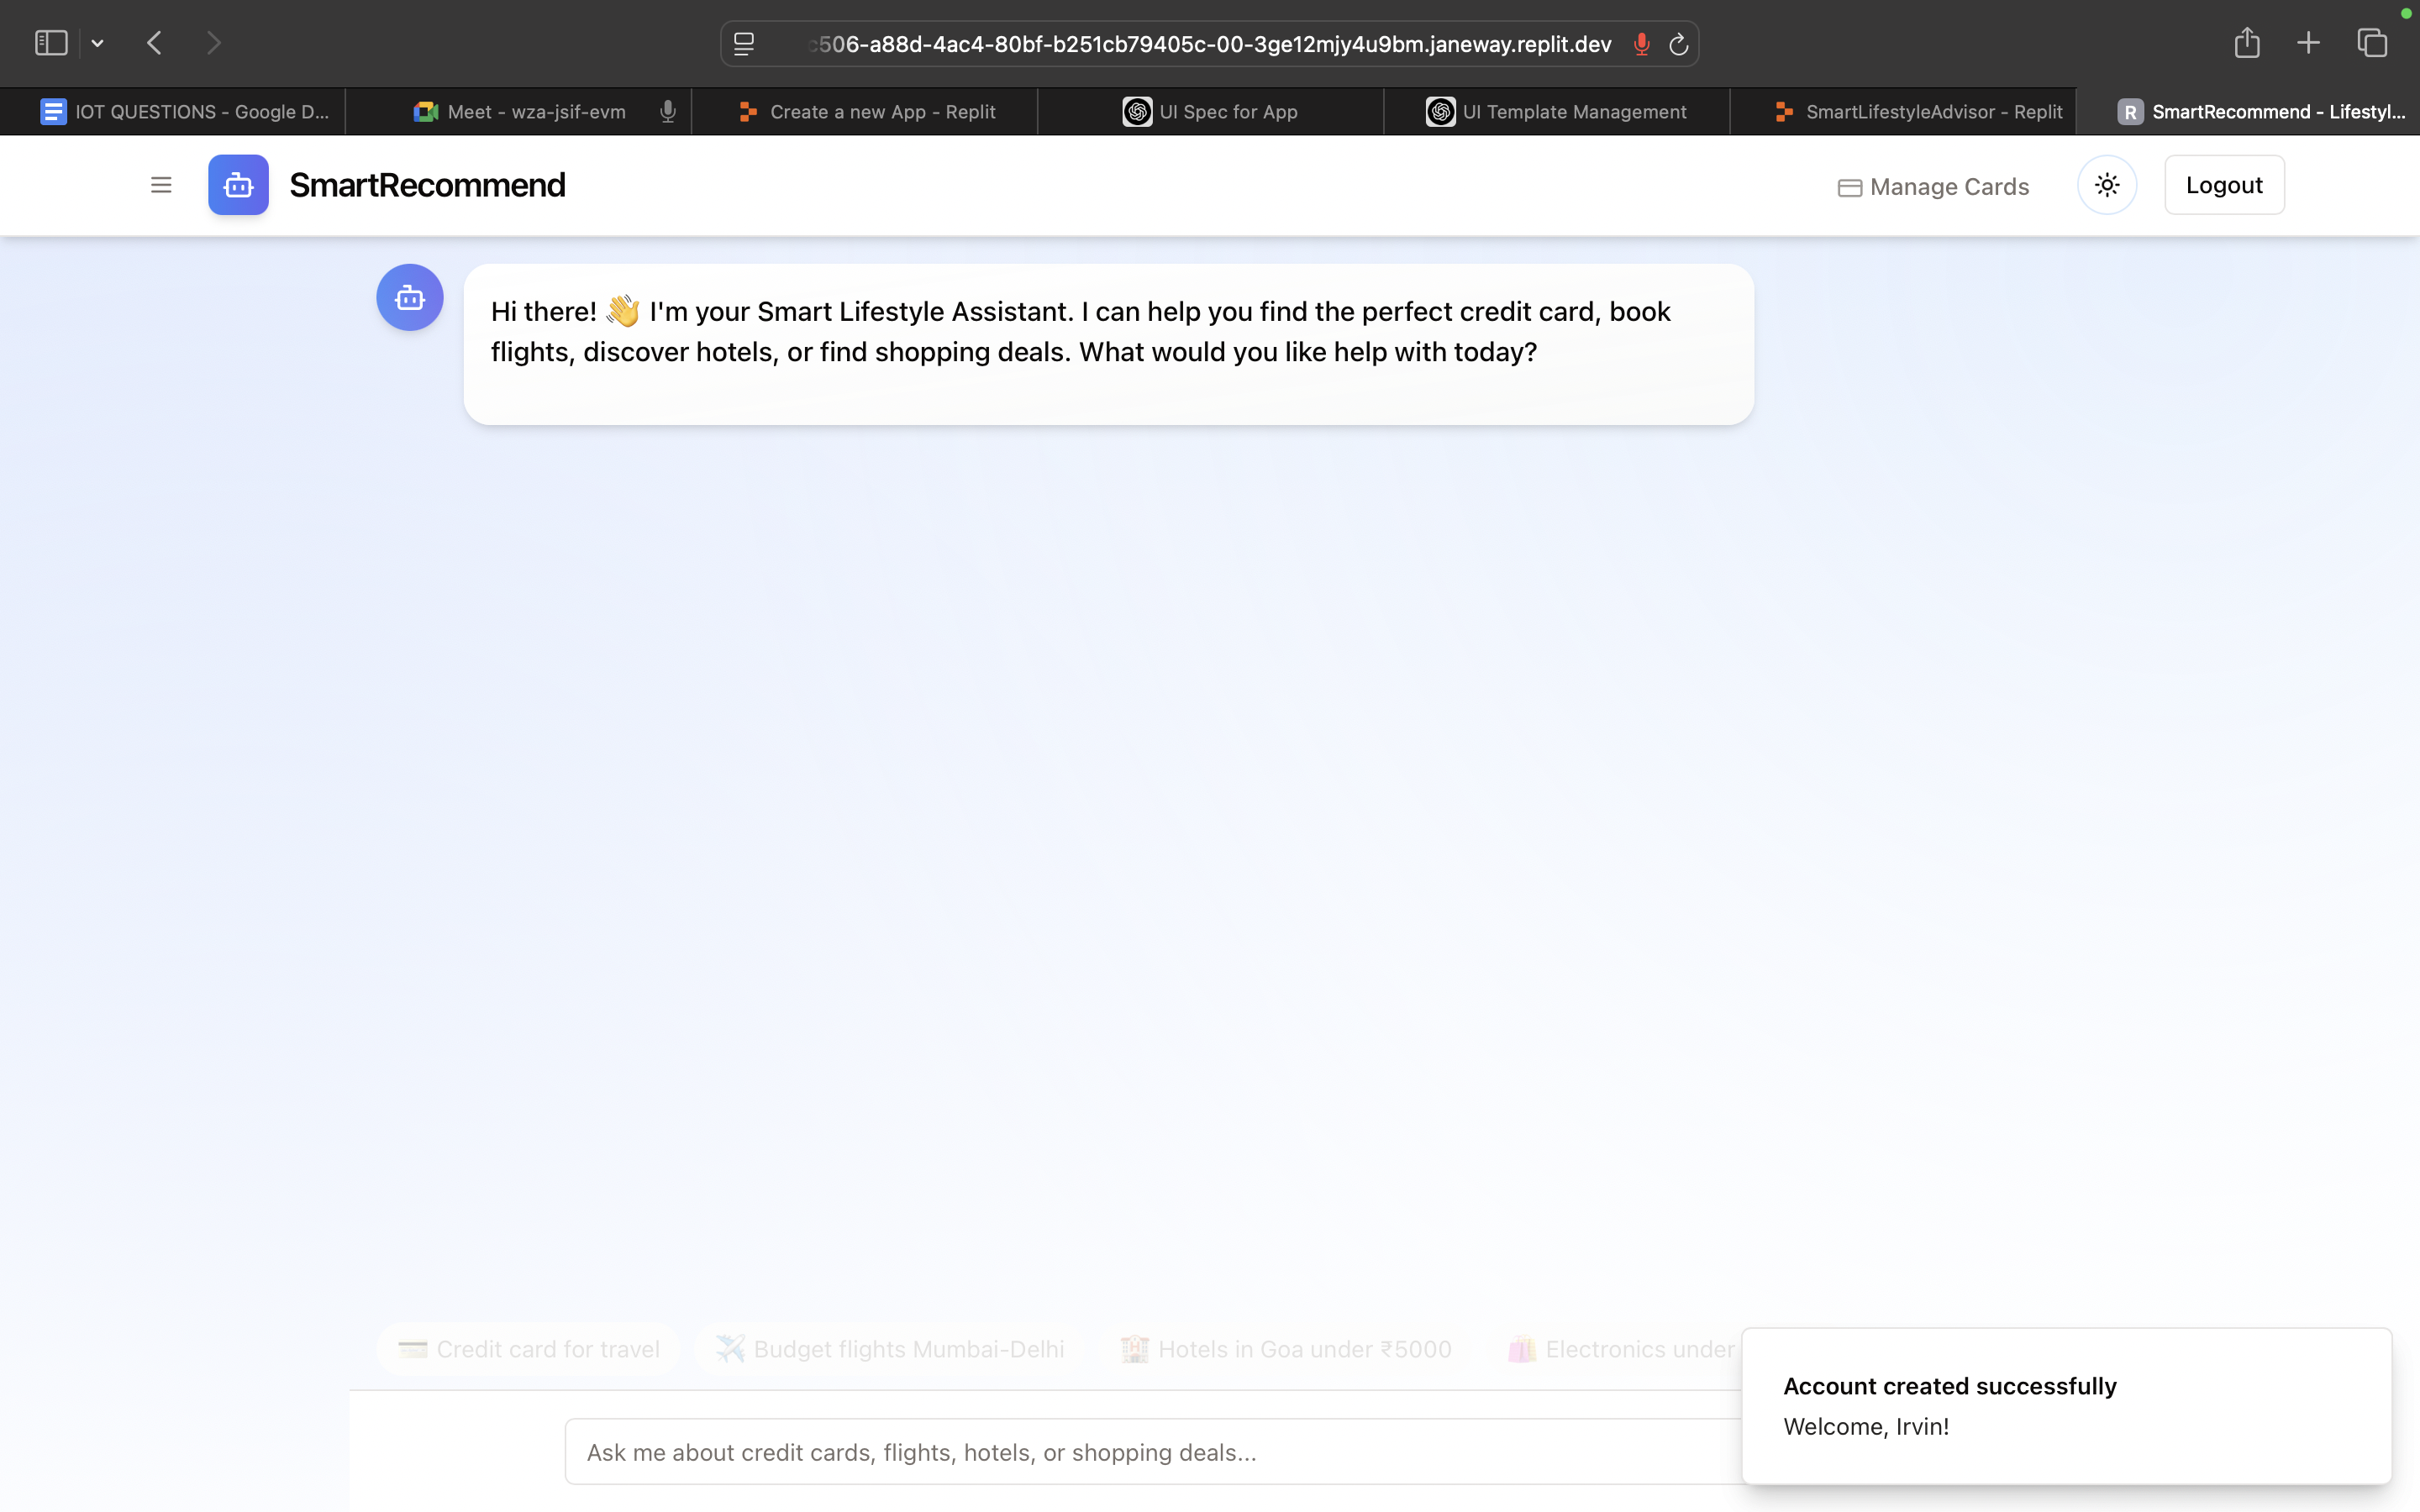 506-a88d-4ac4-80bf-b251cb79405c-00-3ge12mjy4u9bm.janeway.replit.dev
IOT QUESTIONS - Google D...
Meet - wza-jsif-evm
Create a new App - Replit
UI Spec for App
UI Template Management
SmartLifestyleAdvisor - Replit
R SmartRecommend - Lifestyl...
SmartRecommend
Manage Cards
Logout
Hi there! 👋 I'm your Smart Lifestyle Assistant. I can help you find the perfect credit card, book
flights, discover hotels, or find shopping deals. What would you like help with today?
💳 Credit card for travel
✈️ Budget flights Mumbai-Delhi
🏨 Hotels in Goa under ₹5000
🛍️ Electronics under
Account created successfully
Welcome, Irvin!
Ask me about credit cards, flights, hotels, or shopping deals...